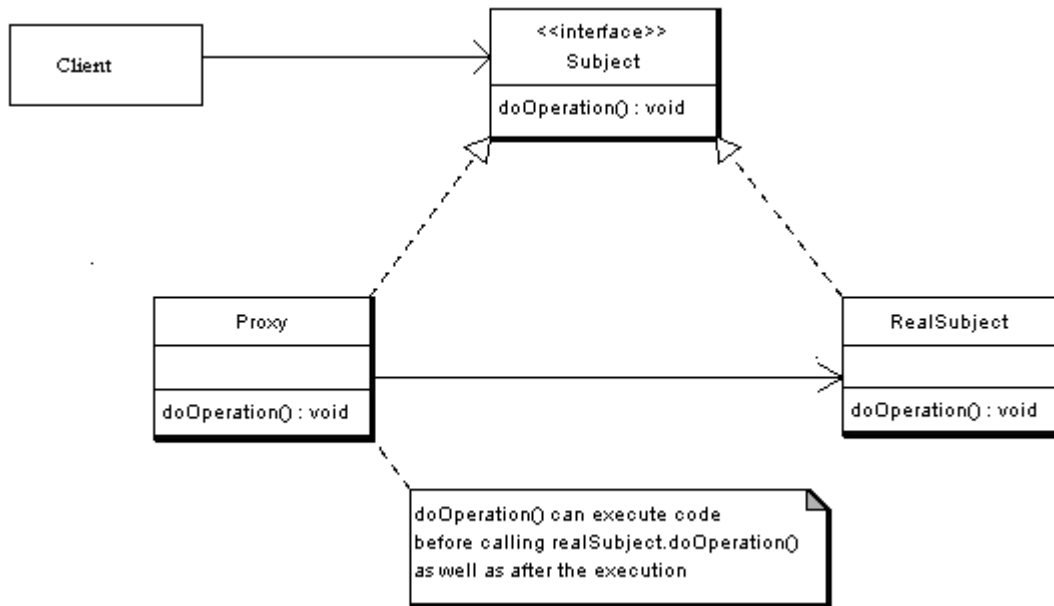 Client
<<interface>>
Subject
doOperation() : void
Proxy
doOperation() : void
RealSubject
doOperation() : void
doOperation() can execute code
before calling realSubject.doOperation()
as well as after the execution